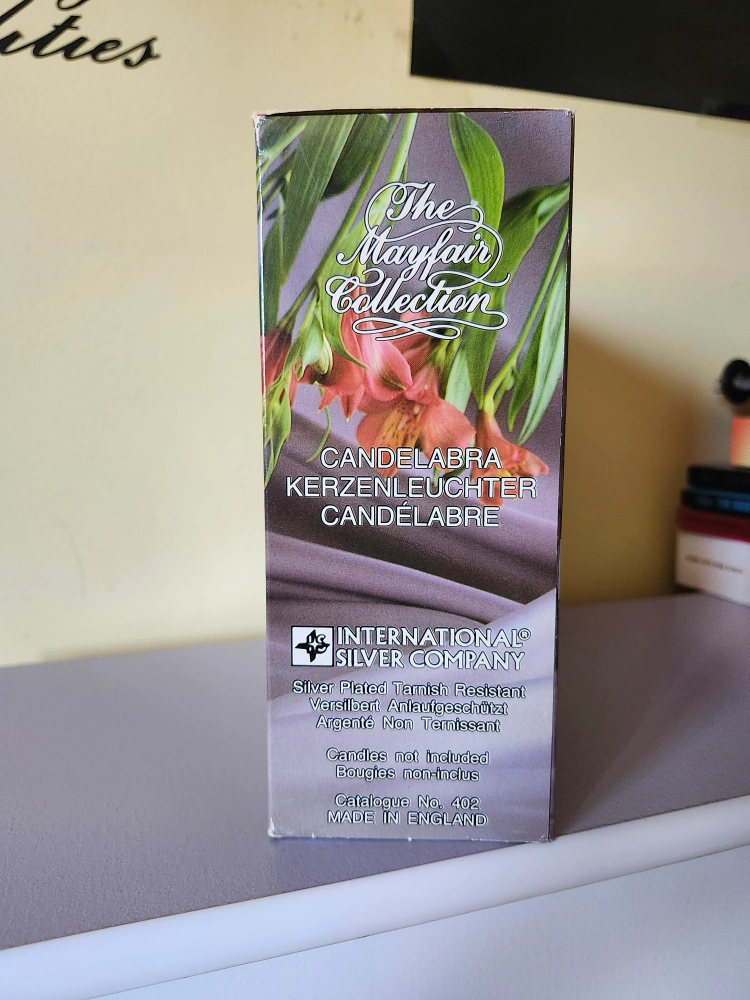 The
Mayfair
Collection
CANDELABRA
KERZENLEUCHTER
CANDÉLABRE
INTERNATIONAL®
SILVER COMPANY
Silver Plated Tarnish Resistant
Versilbert Anlaufgeschützt
Argenté Non Ternissant
Candles not included
Bougies non-inclus
Catalogue No. 402
MADE IN ENGLAND